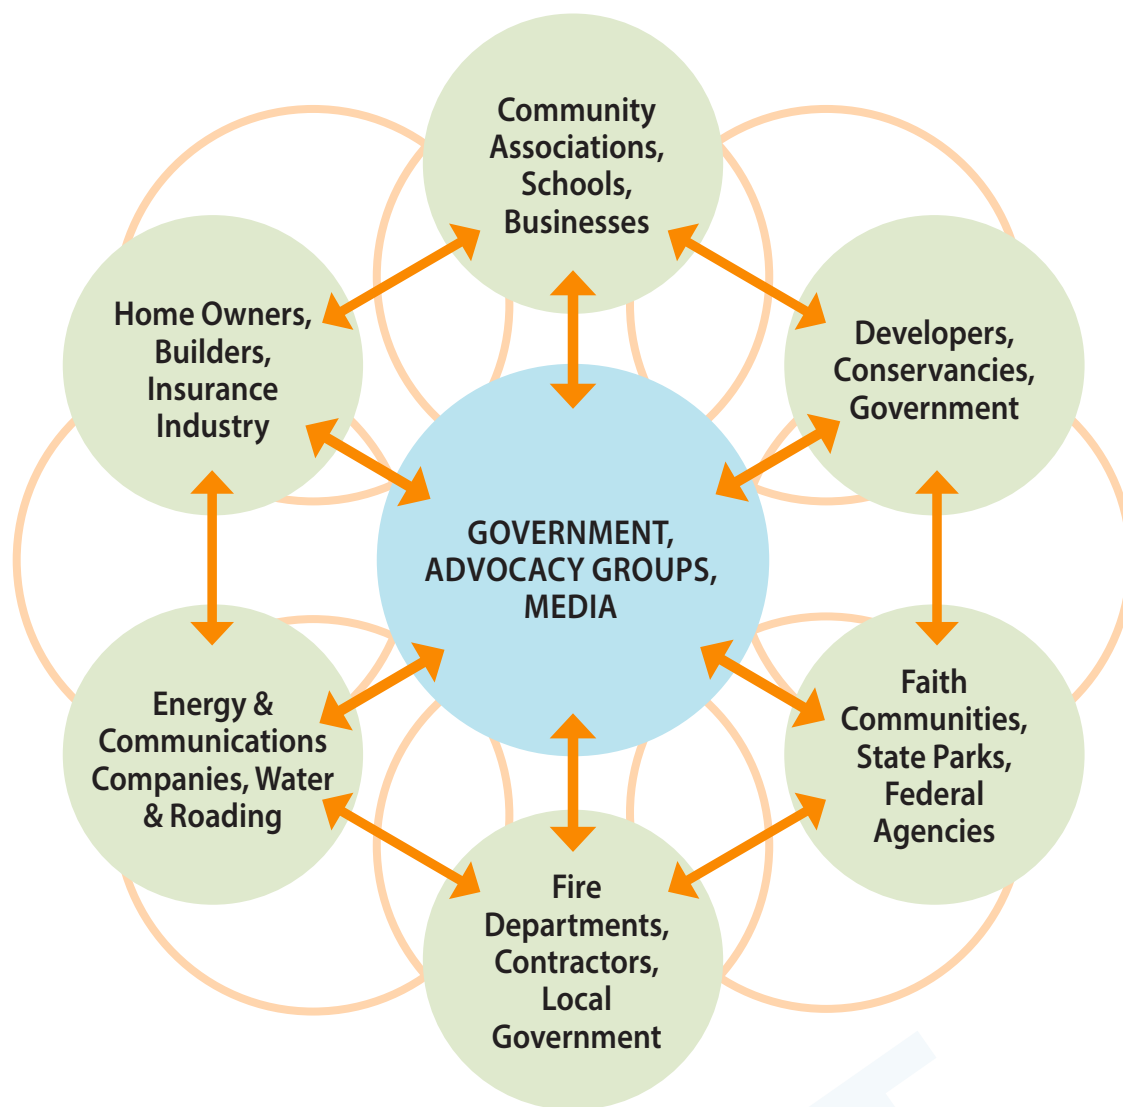 Community
Associations,
Schools,
Businesses
Home Owners,
Builders,
Insurance
Industry
Developers,
Conservancies,
Government
GOVERNMENT,
ADVOCACY GROUPS,
MEDIA
Energy &
Communications
Companies, Water
& Roading
Faith
Communities,
State Parks,
Federal
Agencies
Fire
Departments,
Contractors,
Local
Government